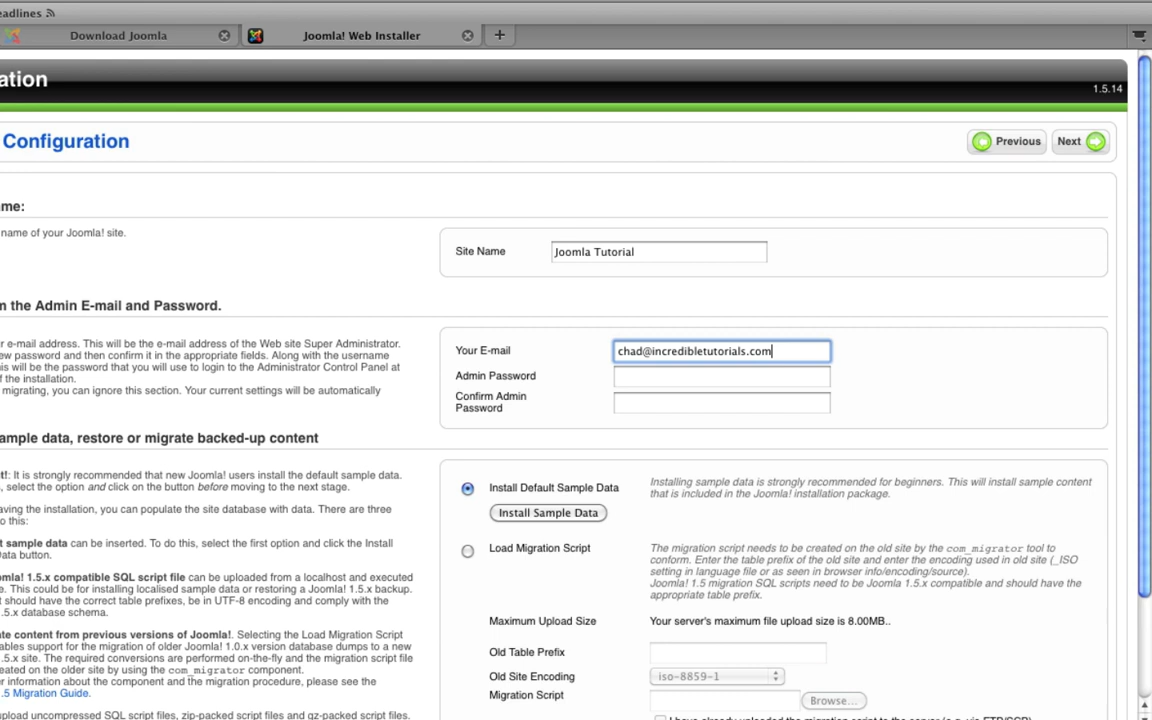 eadlines
Download Joomla
Joomla! Web Installer
+
ation
1.5.14
Configuration
Previous
Next
me:
name of your Joomla! site.
Site Name
Joomla Tutorial
m the Admin E-mail and Password.
r e-mail address. This will be the e-mail address of the Web site Super Administrator.
ew password and then confirm it in the appropriate fields. Along with the username
his will be the password that you will use to login to the Administrator Control Panel at
f the installation.
migrating, you can ignore this section. Your current settings will be automatically
Your E-mail
chad@incredibletutorials.com
Admin Password
Confirm Admin
Password
ample data, restore or migrate backed-up content
t!: It is strongly recommended that new Joomla! users install the default sample data.
, select the option and click on the button before moving to the next stage.
aving the installation, you can populate the site database with data. There are three
o this:
t sample data can be inserted. To do this, select the first option and click the Install
Data button.
mla! 1.5.x compatible SQL script file can be uploaded from a localhost and executed
e. This could be for installing localised sample data or restoring a Joomla! 1.5.x backup.
t should have the correct table prefixes, be in UTF-8 encoding and comply with the
.5.x database schema.
te content from previous versions of Joomla!. Selecting the Load Migration Script
ables support for the migration of older Joomla! 1.0.x version database dumps to a new
.5.x site. The required conversions are performed on-the-fly and the migration script file
eated on the older site by using the com_migrator component.
r information about the component and the migration procedure, please see the
.5 Migration Guide.
upload uncompressed SQL script files, zip-packed script files and gz-packed script files.
Install Default Sample Data
Installing sample data is strongly recommended for beginners. This will install sample content
that is included in the Joomla! installation package.
Install Sample Data
Load Migration Script
The migration script needs to be created on the old site by the com_migrator tool to
conform. Enter the table prefix of the old site and enter the encoding used in old site (_ISO
setting in language file or as seen in browser info/encoding/source).
Joomla! 1.5 migration SQL scripts need to be Joomla 1.5.x compatible and should have the
appropriate table prefix.
Maximum Upload Size
Your server's maximum file upload size is 8.00MB..
Old Table Prefix
Old Site Encoding
iso-8859-1
Migration Script
Browse...
I have already uploaded the migration script to the server (e.g. via FTP/SCP)